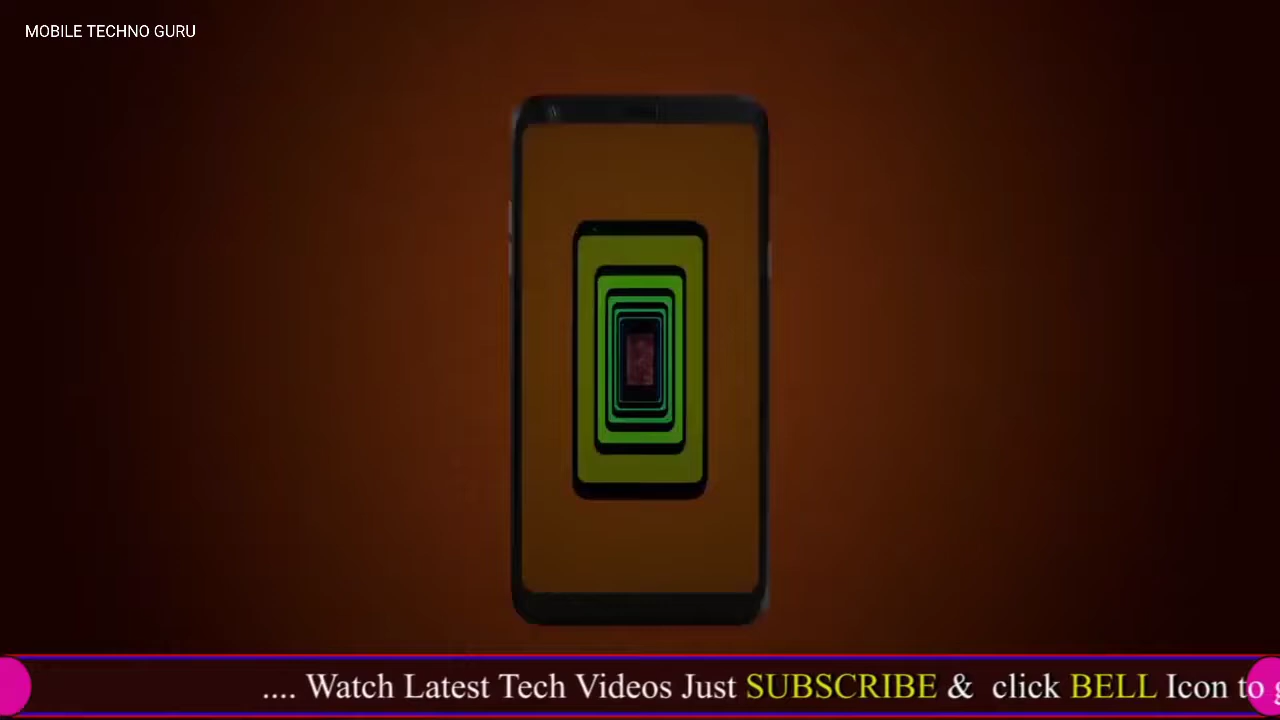 MOBILE TECHNO GURU
.... Watch Latest Tech Videos Just SUBSCRIBE & click BELL Icon to g